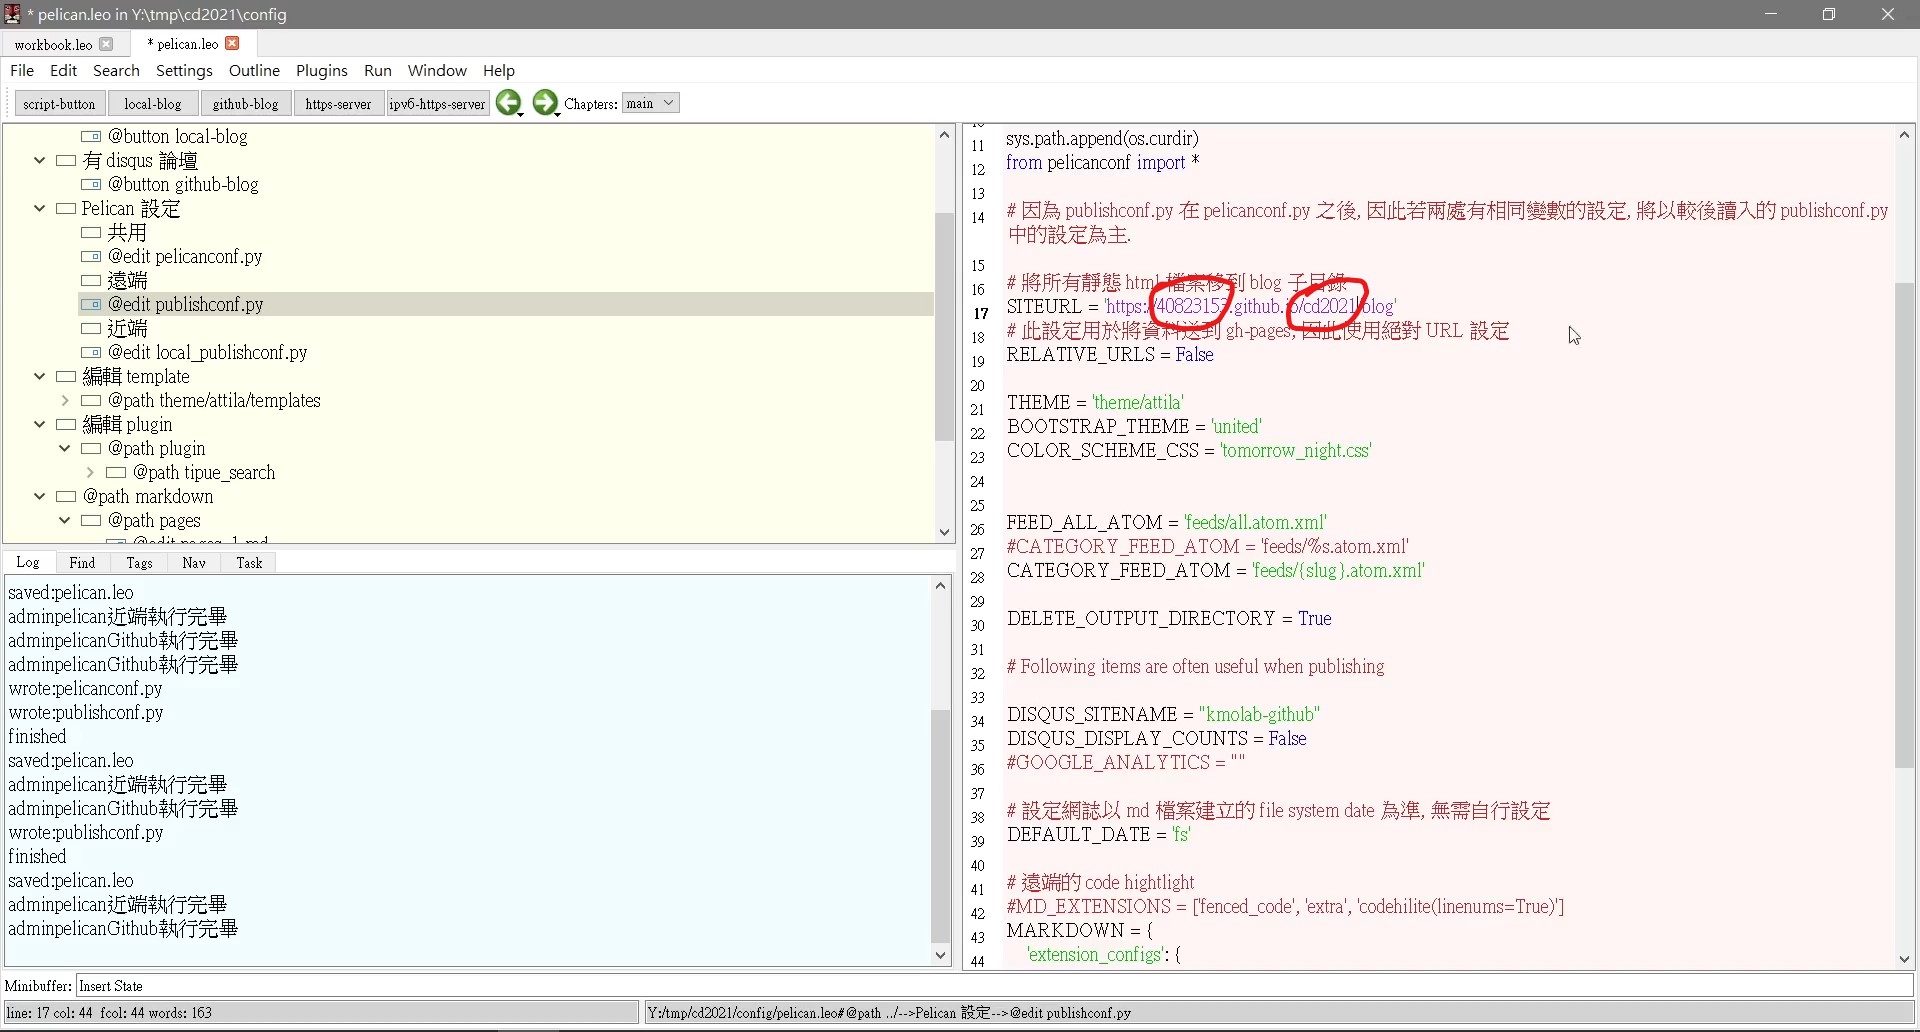 * pelican.leo in Y:\tmp\cd2021\config
workbook.leo
* pelican.leo
File Edit Search Settings Outline Plugins Run Window Help
script-button local-blog github-blog https-server ipv6-https-server Chapters: main
@button local-blog
有 disqus 論壇
@button github-blog
Pelican 設定
共用
@edit pelicanconf.py
遠端
@edit publishconf.py
近端
@edit local_publishconf.py
編輯 template
@path theme/attila/templates
編輯 plugin
@path plugin
@path tipue_search
@path markdown
@path pages
Log Find Tags Nav Task
saved:pelican.leo
adminpelican近端執行完畢
adminpelicanGithub執行完畢
adminpelicanGithub執行完畢
wrote:pelicanconf.py
wrote:publishconf.py
finished
saved:pelican.leo
adminpelican近端執行完畢
adminpelicanGithub執行完畢
wrote:publishconf.py
finished
saved:pelican.leo
adminpelican近端執行完畢
adminpelicanGithub執行完畢
11 sys.path.append(os.curdir)
12 from pelicanconf import *
13
14 # 因為 publishconf.py 在 pelicanconf.py 之後, 因此若兩處有相同變數的設定, 將以較後讀入的 publishconf.py
中的設定為主.
15
16 # 將所有靜態 html 檔案移到 blog 子目錄
17 SITEURL = 'https://40823153.github.io/cd2021/blog'
18 # 此設定用於將資料送到 gh-pages, 因此使用絕對 URL 設定
19 RELATIVE_URLS = False
20
21 THEME = 'theme/attila'
22 BOOTSTRAP_THEME = 'united'
23 COLOR_SCHEME_CSS = 'tomorrow_night.css'
24
25
26 FEED_ALL_ATOM = 'feeds/all.atom.xml'
27 #CATEGORY_FEED_ATOM = 'feeds/%s.atom.xml'
28 CATEGORY_FEED_ATOM = 'feeds/{slug}.atom.xml'
29
30 DELETE_OUTPUT_DIRECTORY = True
31
32 # Following items are often useful when publishing
33
34 DISQUS_SITENAME = "kmolab-github"
35 DISQUS_DISPLAY_COUNTS = False
36 #GOOGLE_ANALYTICS = ""
37
38 # 設定網誌以 md 檔案建立的 file system date 為準, 無需自行設定
39 DEFAULT_DATE = 'fs'
40
41 # 遠端的 code hightlight
42 #MD_EXTENSIONS = ['fenced_code', 'extra', 'codehilite(linenums=True)']
43 MARKDOWN = {
44 'extension_configs': {
Minibuffer: Insert State
line: 17 col: 44 fcol: 44 words: 163
Y:/tmp/cd2021/config/pelican.leo#@path ../-->Pelican 設定-->@edit publishconf.py